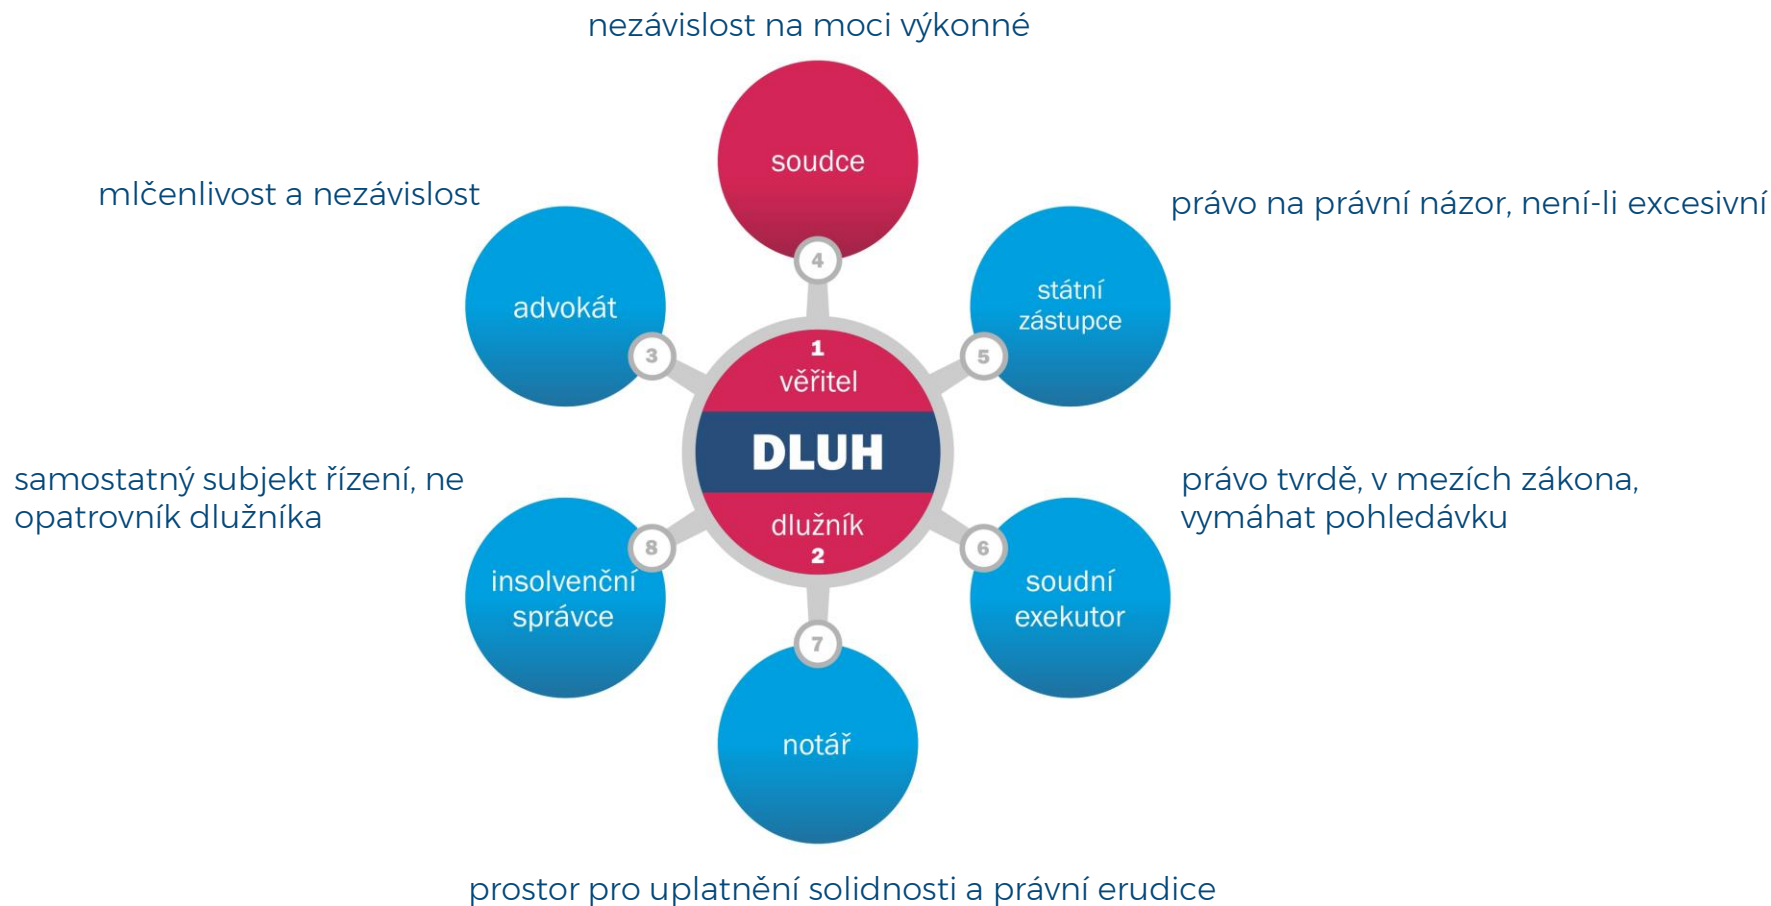 nezávislost na moci výkonné
soudce
4
mlčenlivost a nezávislost
advokát
3
právo na právní názor, není-li excesivní
státní
zástupce
5
1
věřitel
DLUH
dlužník
2
samostatný subjekt řízení, ne
opatrovník dlužníka
8
insolvenční
správce
právo tvrdě, v mezích zákona,
vymáhat pohledávku
6
soudní
exekutor
7
notář
prostor pro uplatnění solidnosti a právní erudice